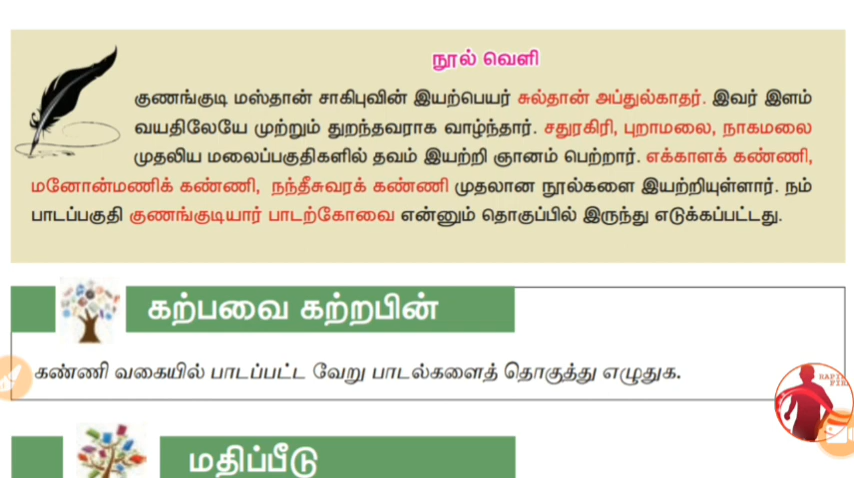 நூல் வெளி
குணங்குடி மஸ்தான் சாகிபுவின் இயற்பெயர் சுல்தான் அப்துல்காதர். இவர் இளம்
வயதிலேயே முற்றும் துறந்தவராக வாழ்ந்தார். சதுரகிரி, புறாமலை, நாகமலை
முதலிய மலைப்பகுதிகளில் தவம் இயற்றி ஞானம் பெற்றார். எக்காளக் கண்ணி,
மனோன்மணிக் கண்ணி, நந்தீசுவரக் கண்ணி முதலான நூல்களை இயற்றியுள்ளார். நம்
பாடப்பகுதி குணங்குடியார் பாடற்கோவை என்னும் தொகுப்பில் இருந்து எடுக்கப்பட்டது.
கற்பவை கற்றபின்
கண்ணி வகையில் பாடப்பட்ட வேறு பாடல்களைத் தொகுத்து எழுதுக.
மதிப்பீடு